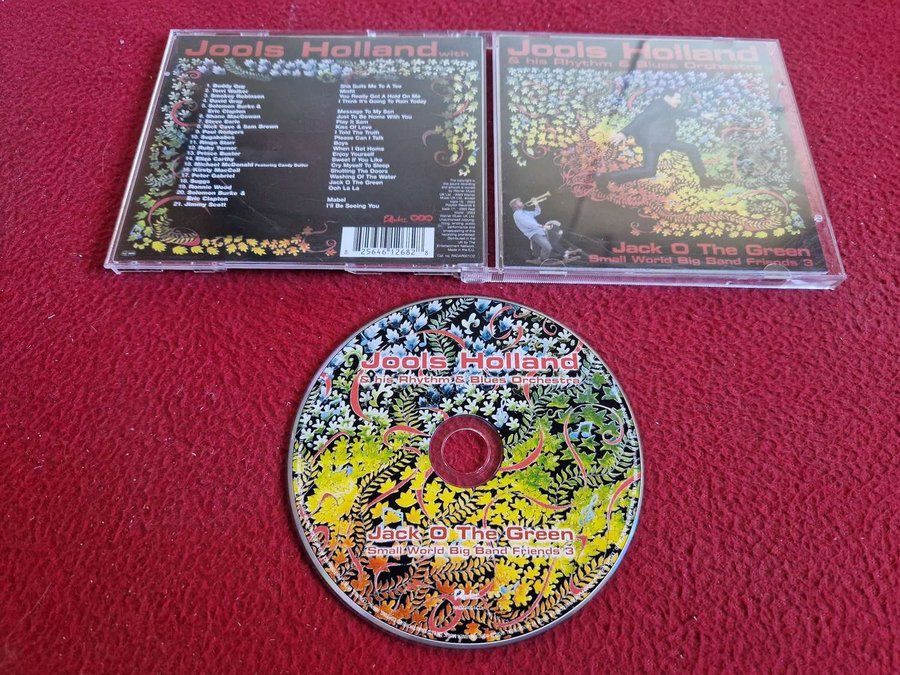 Jools Holland with
1. Buddy Guy She Suits Me To A Tee
2. Terri Walker Misfit
3. Smokey Robinson You Really Got A Hold On Me
4. David Gray I Think It's Going To Rain Today
5. Solomon Burke &
Eric Clapton Message To My Son
6. Shane MacGowan Just To Be Home With You
7. Steve Earle Play It Sam
8. Nick Cave & Sam Brown Kiss Of Love
9. Paul Rodgers I Told The Truth
10. Sugababes Please Can I Talk
11. Ringo Starr Boys
12. Ruby Turner When I Get Home
13. Prince Buster Enjoy Yourself
14. Eliza Carthy Sweet If You Like
15. Michael McDonald Featuring Candy Dulfer Cry Myself To Sleep
16. Kirsty MacColl Shutting The Doors
17. Peter Gabriel Washing Of The Water
18. Suggs Jack O The Green
19. Ronnie Wood Ooh La La
20. Solomon Burke &
Eric Clapton Mabel
21. Jimmy Scott I'll Be Seeing You
8 25646 12682 8
Jools Holland
& his Rhythm & Blues Orchestra
Jack O The Green
Small World Big Band Friends 3
Jools Holland
& his Rhythm & Blues Orchestra
Jack O The Green
Small World Big Band Friends 3